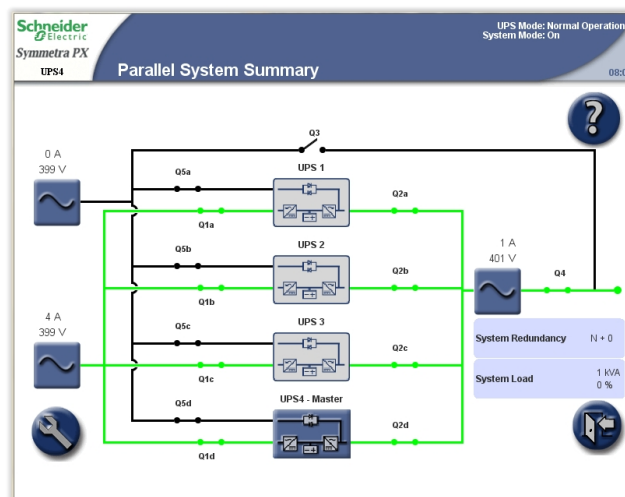 Schneider
Electric
Symmetra PX
UPS4
Parallel System Summary
UPS Mode: Normal Operation
System Mode: On
08:0
Q3
0 A
399 V
Q5a
UPS 1
Q2a
Q1a
Q5b
UPS 2
Q2b
Q1b
1 A
401 V
Q4
4 A
399 V
Q5c
UPS 3
Q2c
Q1c
System Redundancy N + 0
System Load 1 kVA
0 %
Q5d
UPS4 - Master
Q2d
Q1d